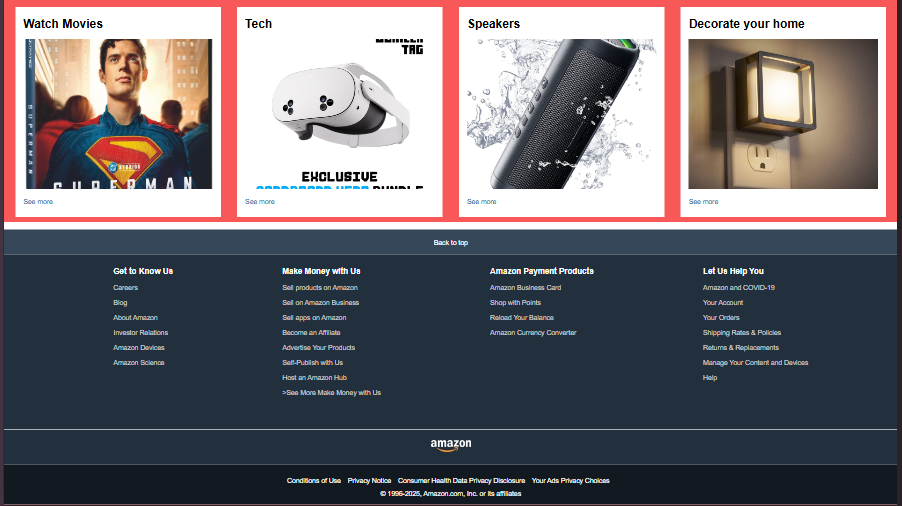 Watch Movies
SUPERMAN
DC STUDIOS
SUPERMAN
See more
Tech
TAG
EXCLUSIVE
BUNDLE
See more
Speakers
See more
Decorate your home
See more
Back to top
Get to Know Us
Careers
Blog
About Amazon
Investor Relations
Amazon Devices
Amazon Science
Make Money with Us
Sell products on Amazon
Sell on Amazon Business
Sell apps on Amazon
Become an Affiliate
Advertise Your Products
Self-Publish with Us
Host an Amazon Hub
>See More Make Money with Us
Amazon Payment Products
Amazon Business Card
Shop with Points
Reload Your Balance
Amazon Currency Converter
Let Us Help You
Amazon and COVID-19
Your Account
Your Orders
Shipping Rates & Policies
Returns & Replacements
Manage Your Content and Devices
Help
amazon
Conditions of Use Privacy Notice Consumer Health Data Privacy Disclosure Your Ads Privacy Choices
© 1996-2025, Amazon.com, Inc. or its affiliates